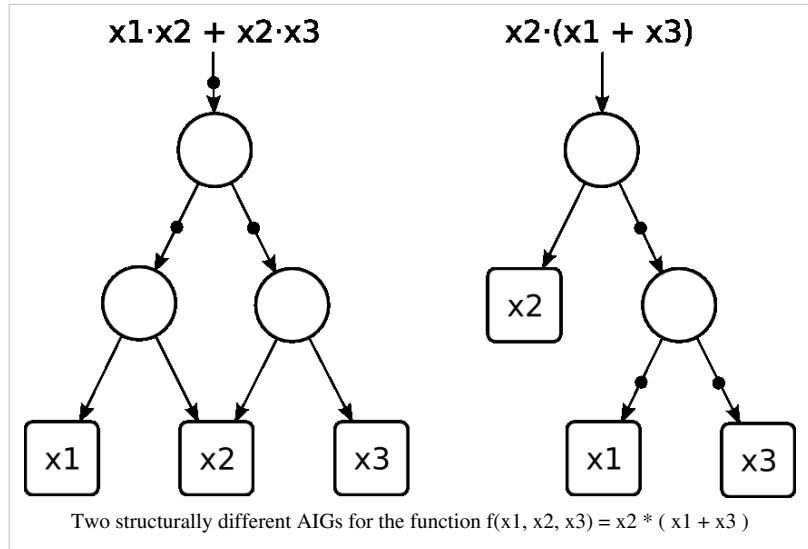 x1·x2 + x2·x3
x2·(x1 + x3)
x2
x1
x2
x3
x1
x3
Two structurally different AIGs for the function f(x1, x2, x3) = x2 * ( x1 + x3 )